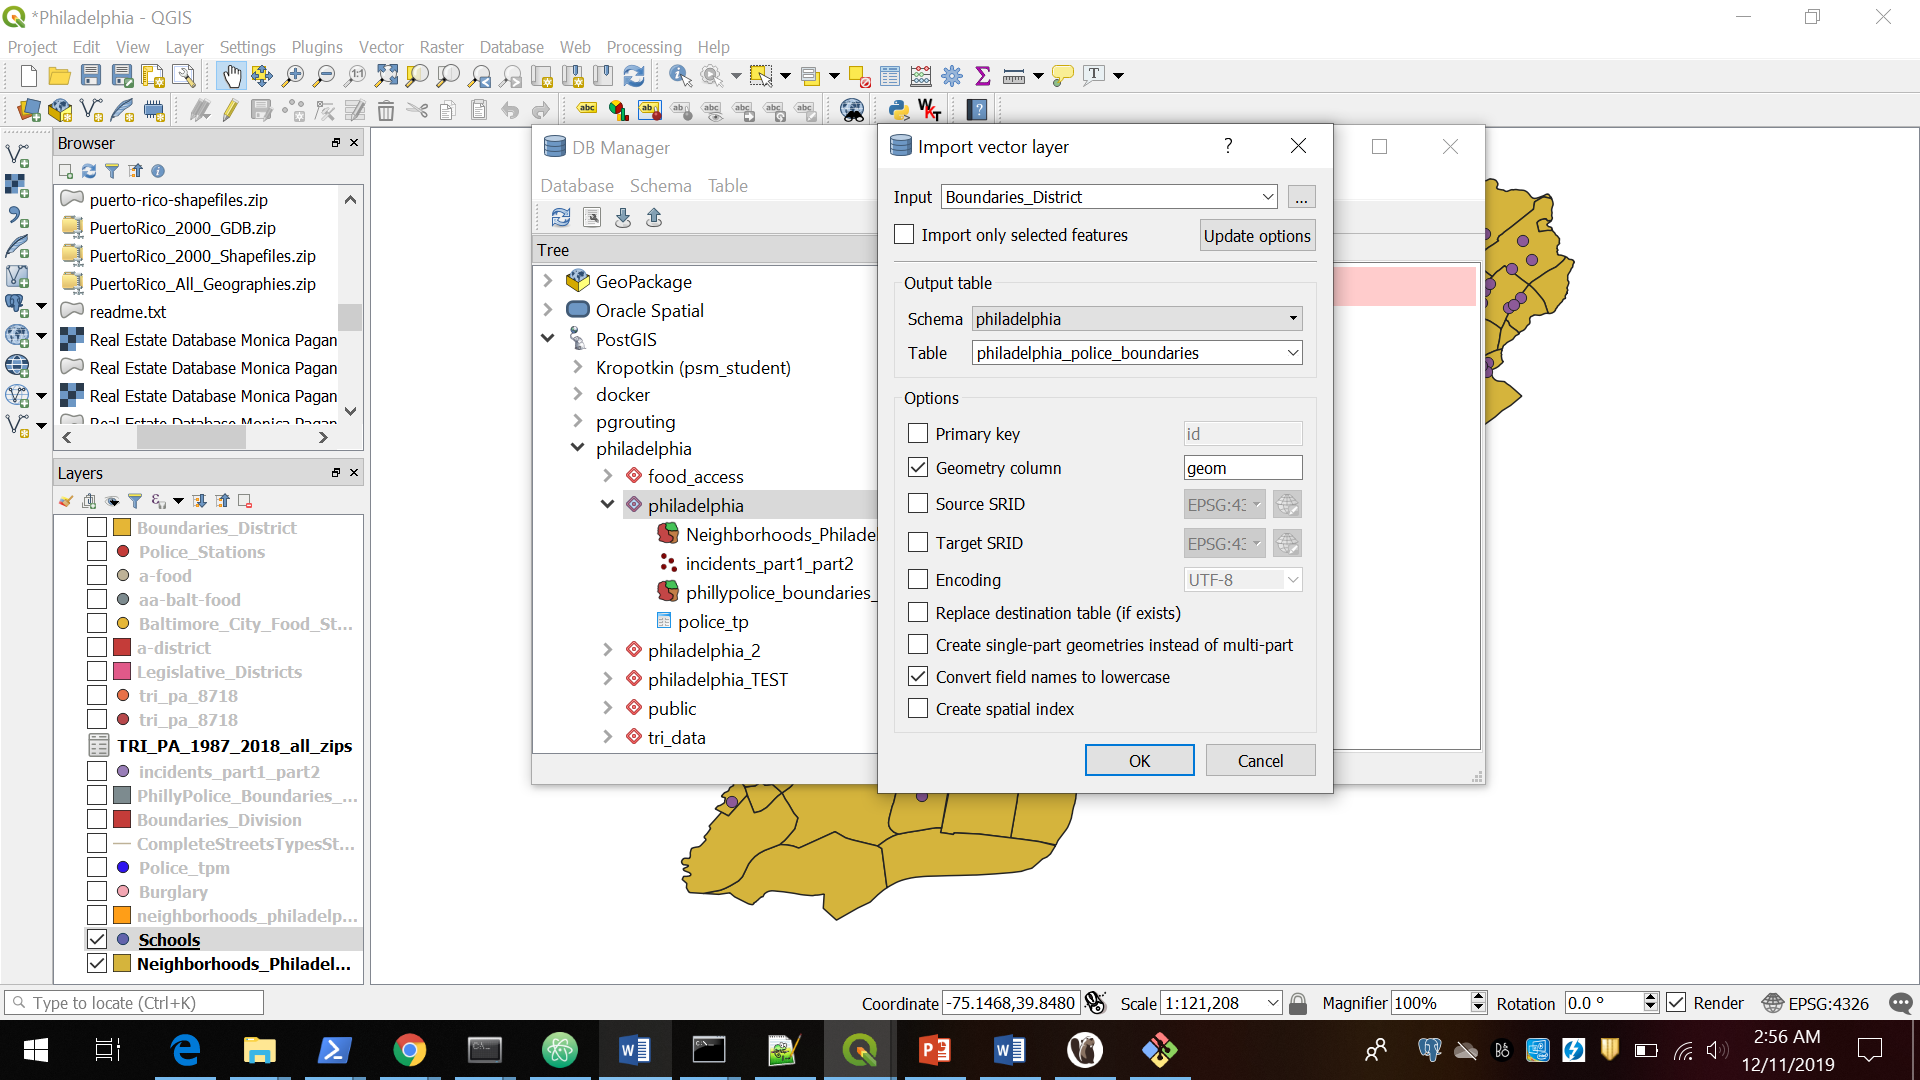 *Philadelphia - QGIS
Project Edit View Layer Settings Plugins Vector Raster Database Web Processing Help
Browser
puerto-rico-shapefiles.zip
PuertoRico_2000_GDB.zip
PuertoRico_2000_Shapefiles.zip
PuertoRico_All_Geographies.zip
readme.txt
Real Estate Database Monica Pagan
Real Estate Database Monica Pagan
Real Estate Database Monica Pagan
Real Estate Database Monica Pagan
Layers
Boundaries_District
Police_Stations
a-food
aa-balt-food
Baltimore_City_Food_St...
a-district
Legislative_Districts
tri_pa_8718
tri_pa_8718
TRI_PA_1987_2018_all_zips
incidents_part1_part2
PhillyPolice_Boundaries_...
Boundaries_Division
CompleteStreetsTypesSt...
Police_tpm
Burglary
neighborhoods_philadelp...
Schools
Neighborhoods_Philadel...
DB Manager
Database Schema Table
Tree
GeoPackage
Oracle Spatial
PostGIS
Kropotkin (psm_student)
docker
pgrouting
philadelphia
food_access
philadelphia
Neighborhoods_Philade
incidents_part1_part2
phillypolice_boundaries_
police_tp
philadelphia_2
philadelphia_TEST
public
tri_data
Import vector layer ?
Input Boundaries_District ...
Import only selected features Update options
Output table
Schema philadelphia
Table philadelphia_police_boundaries
Options
Primary key id
Geometry column geom
Source SRID EPSG:43
Target SRID EPSG:43
Encoding UTF-8
Replace destination table (if exists)
Create single-part geometries instead of multi-part
Convert field names to lowercase
Create spatial index
OK Cancel
Type to locate (Ctrl+K) Coordinate -75.1468,39.8480 Scale 1:121,208 Magnifier 100% Rotation 0.0 ° Render EPSG:4326
2:56 AM
12/11/2019